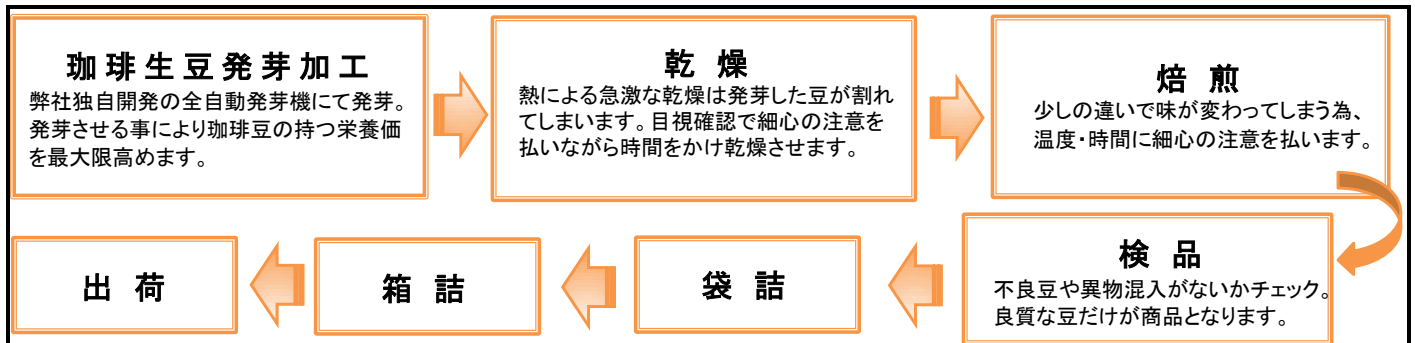 珈琲生豆発芽加工
弊社独自開発の全自動発芽機にて発芽。
発芽させる事により珈琲豆の持つ栄養価
を最大限高めます。
乾 燥
熱による急激な乾燥は発芽した豆が割れ
てしまいます。目視確認で細心の注意を
払いながら時間をかけ乾燥させます。
焙 煎
少しの違いで味が変わってしまう為、
温度・時間に細心の注意を払います。
検 品
不良豆や異物混入がないかチェック。
良質な豆だけが商品となります。
袋 詰
箱 詰
出 荷